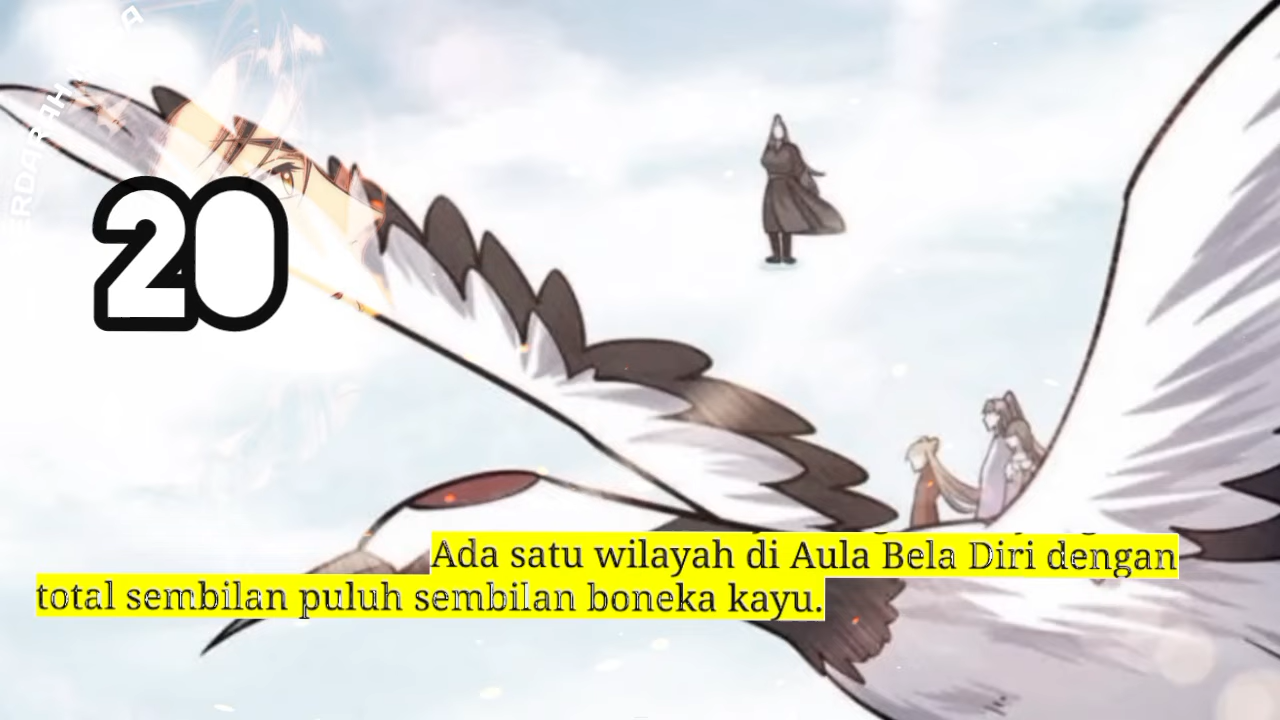 20
Ada satu wilayah di Aula Bela Diri dengan
total sembilan puluh sembilan boneka kayu.